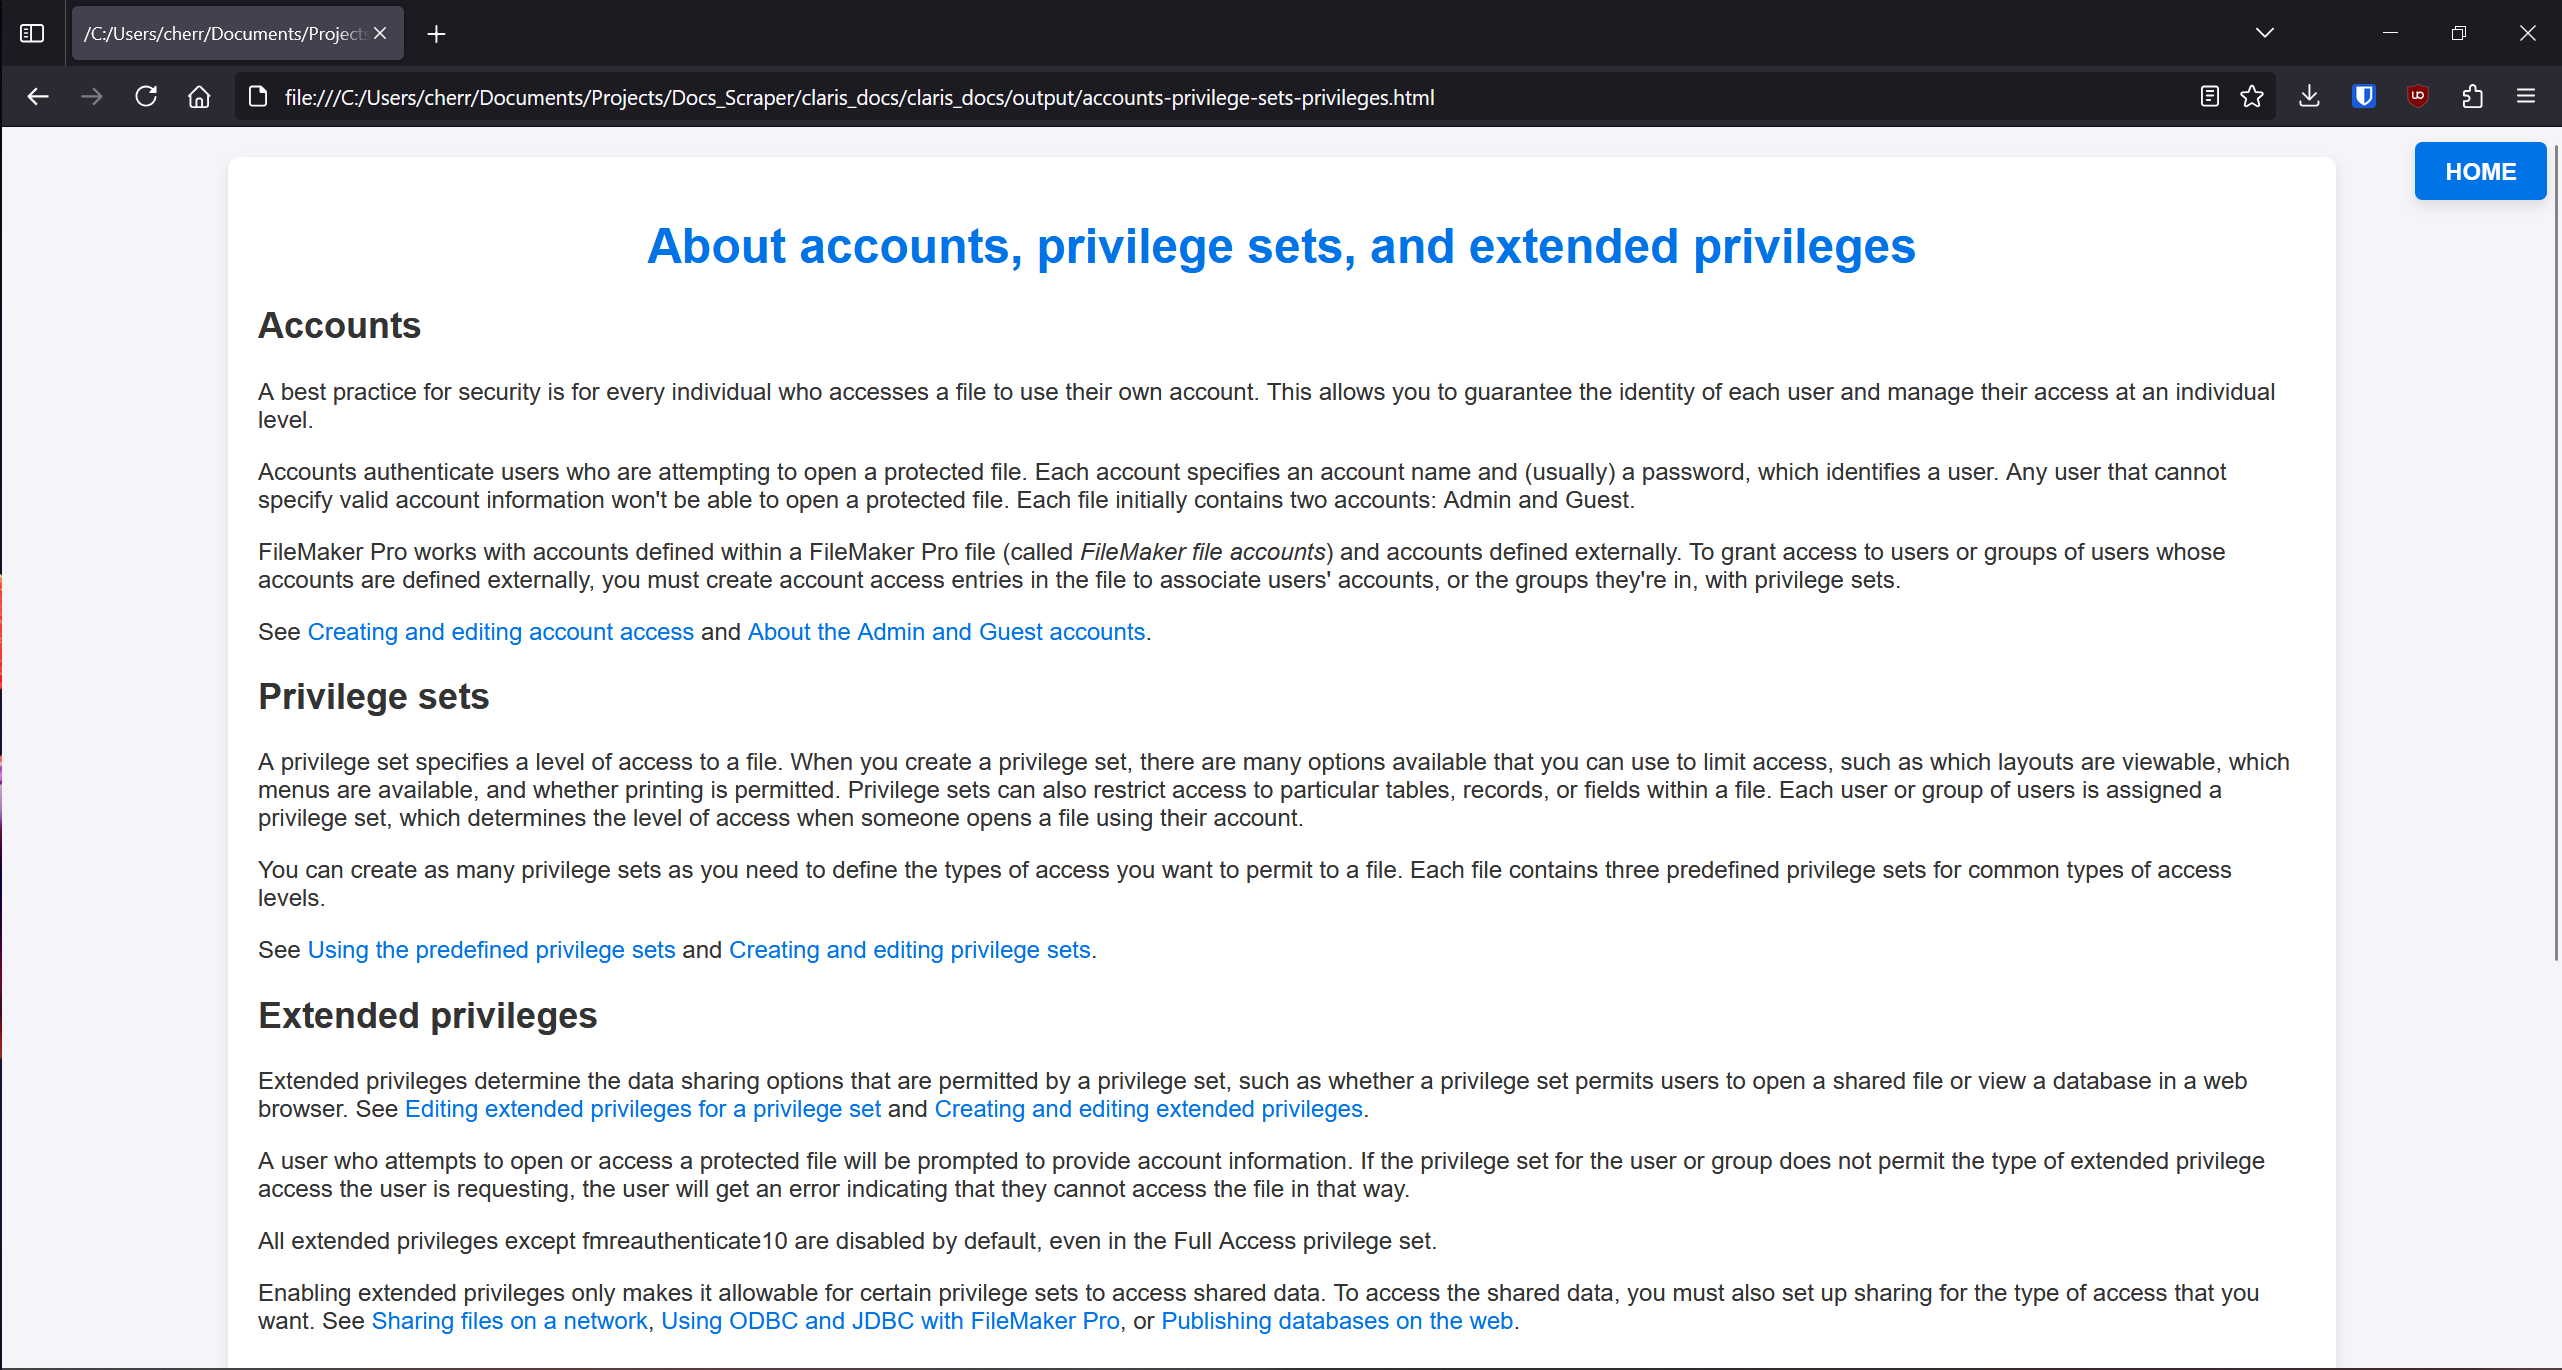 /C:/Users/cherr/Documents/Projects
file:///C:/Users/cherr/Documents/Projects/Docs_Scraper/claris_docs/claris_docs/output/accounts-privilege-sets-privileges.html
HOME
About accounts, privilege sets, and extended privileges
Accounts
A best practice for security is for every individual who accesses a file to use their own account. This allows you to guarantee the identity of each user and manage their access at an individual
level.
Accounts authenticate users who are attempting to open a protected file. Each account specifies an account name and (usually) a password, which identifies a user. Any user that cannot
specify valid account information won't be able to open a protected file. Each file initially contains two accounts: Admin and Guest.
FileMaker Pro works with accounts defined within a FileMaker Pro file (called FileMaker file accounts) and accounts defined externally. To grant access to users or groups of users whose
accounts are defined externally, you must create account access entries in the file to associate users' accounts, or the groups they're in, with privilege sets.
See Creating and editing account access and About the Admin and Guest accounts.
Privilege sets
A privilege set specifies a level of access to a file. When you create a privilege set, there are many options available that you can use to limit access, such as which layouts are viewable, which
menus are available, and whether printing is permitted. Privilege sets can also restrict access to particular tables, records, or fields within a file. Each user or group of users is assigned a
privilege set, which determines the level of access when someone opens a file using their account.
You can create as many privilege sets as you need to define the types of access you want to permit to a file. Each file contains three predefined privilege sets for common types of access
levels.
See Using the predefined privilege sets and Creating and editing privilege sets.
Extended privileges
Extended privileges determine the data sharing options that are permitted by a privilege set, such as whether a privilege set permits users to open a shared file or view a database in a web
browser. See Editing extended privileges for a privilege set and Creating and editing extended privileges.
A user who attempts to open or access a protected file will be prompted to provide account information. If the privilege set for the user or group does not permit the type of extended privilege
access the user is requesting, the user will get an error indicating that they cannot access the file in that way.
All extended privileges except fmreauthenticate10 are disabled by default, even in the Full Access privilege set.
Enabling extended privileges only makes it allowable for certain privilege sets to access shared data. To access the shared data, you must also set up sharing for the type of access that you
want. See Sharing files on a network, Using ODBC and JDBC with FileMaker Pro, or Publishing databases on the web.